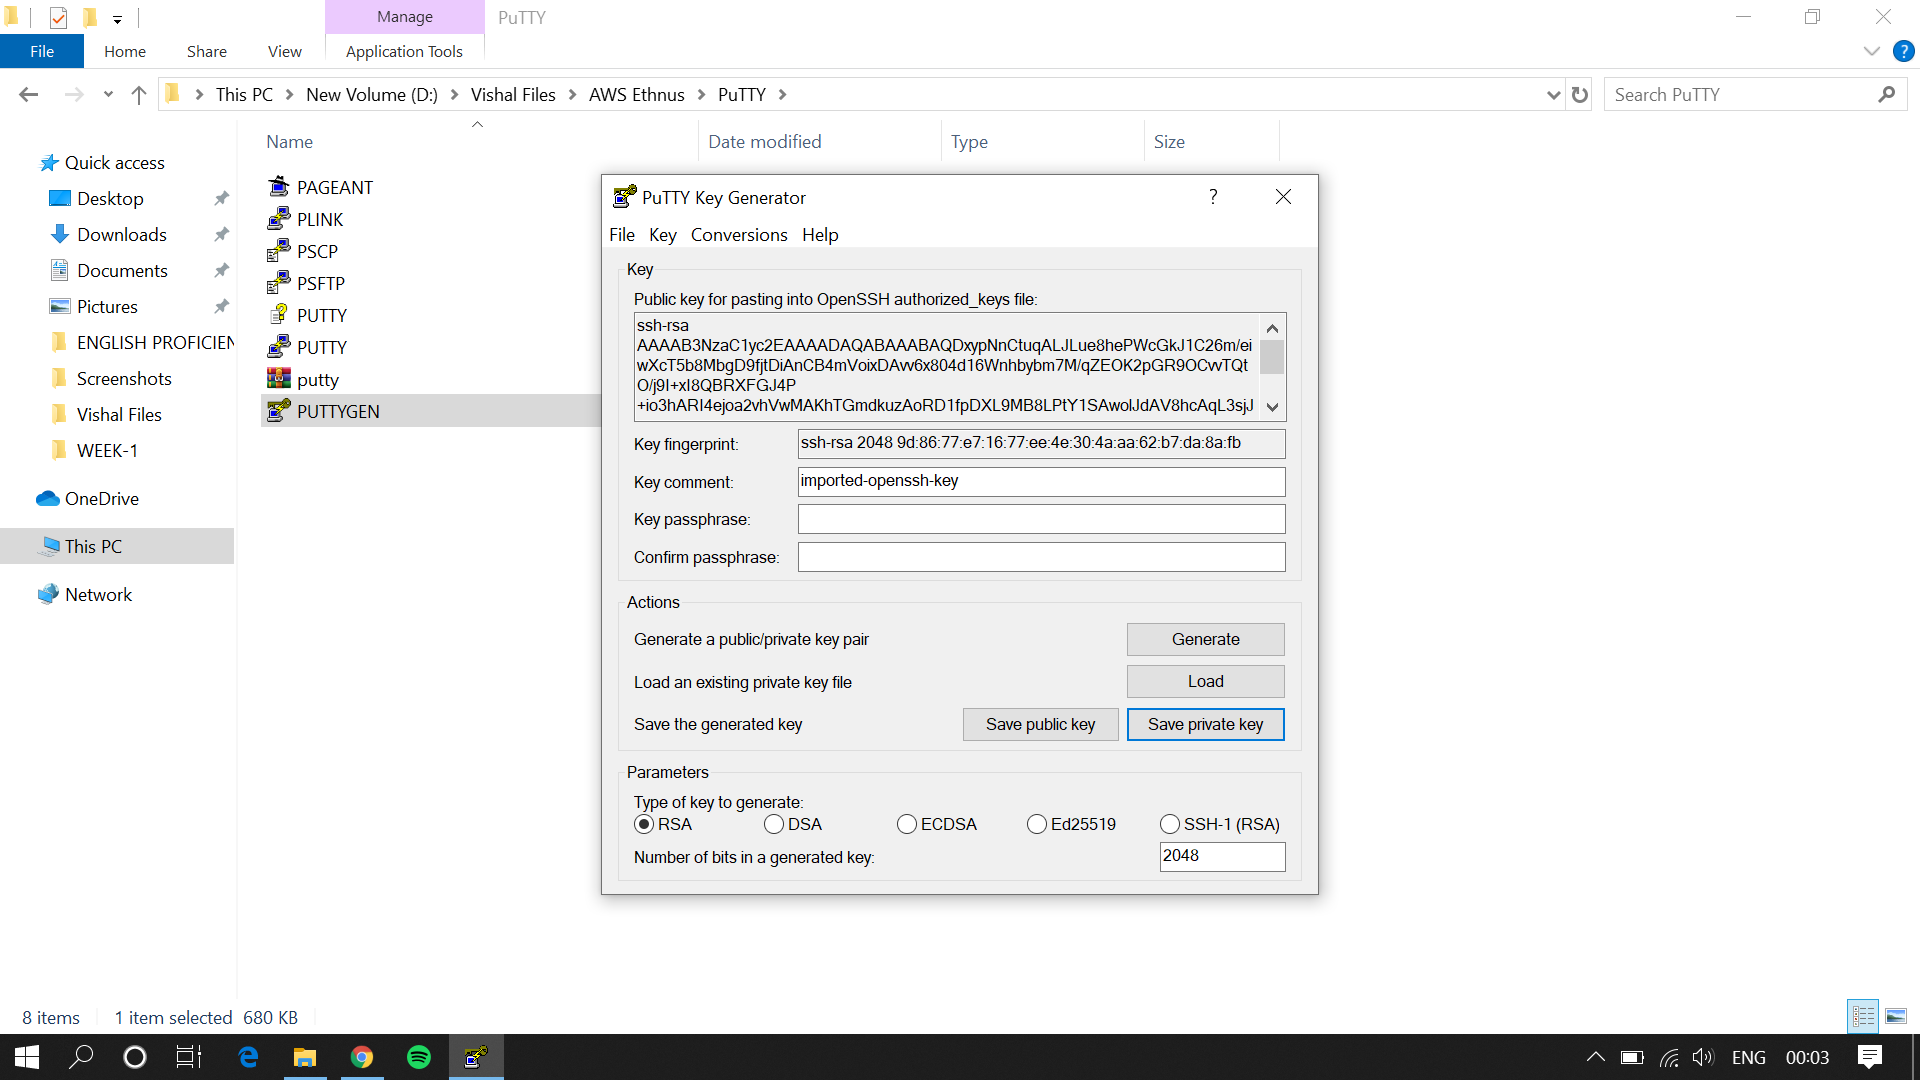 Manage
PuTTY
File
Home
Share
View
Application Tools
?
This PC
New Volume (D:)
Vishal Files
AWS Ethnus
PuTTY
Search PuTTY
Name
Date modified
Type
Size
Quick access
Desktop
Downloads
Documents
Pictures
ENGLISH PROFICIEN
Screenshots
Vishal Files
WEEK-1
OneDrive
This PC
Network
PAGEANT
PLINK
PSCP
PSFTP
PUTTY
PUTTY
putty
PUTTYGEN
PuTTY Key Generator
?
File Key Conversions Help
Key
Public key for pasting into OpenSSH authorized_keys file:
ssh-rsa
AAAAB3NzaC1yc2EAAAADAQABAAABAQDxypNnCtuqALJLue8hePWcGkJ1C26m/ei
wXcT5b8MbgD9fjtDiAnCB4mVoixDAvv6x804d16Wnhbybm7M/qZEOK2pGR9OCvvTQt
O/j9I+xI8QBRXFGJ4P
+io3hARI4ejoa2vhVwMAKhTGmdkuzAoRD1fpDXL9MB8LPtY1SAwolJdAV8hcAqL3sjJ
Key fingerprint:
ssh-rsa 2048 9d:86:77:e7:16:77:ee:4e:30:4a:aa:62:b7:da:8a:fb
Key comment:
imported-openssh-key
Key passphrase:
Confirm passphrase:
Actions
Generate a public/private key pair
Generate
Load an existing private key file
Load
Save the generated key
Save public key
Save private key
Parameters
Type of key to generate:
RSA
DSA
ECDSA
Ed25519
SSH-1 (RSA)
Number of bits in a generated key:
2048
8 items
1 item selected 680 KB
ENG
00:03